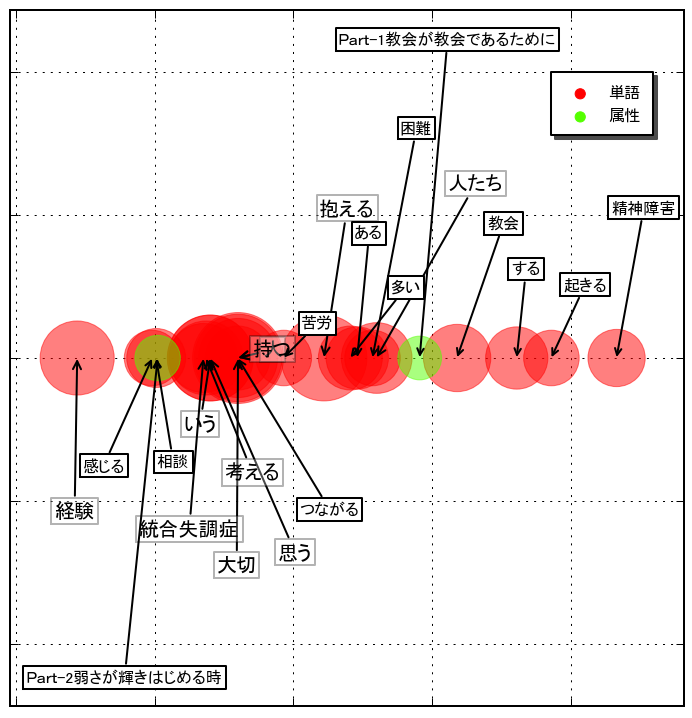 Part-1教会が教会であるために
単語
属性
困難
人たち
抱える
精神障害
ある
教会
する
多い
起きる
苦労
持つ
いう
感じる
相談
考える
経験
統合失調症
つながる
大切
思う
Part-2弱さが輝きはじめる時